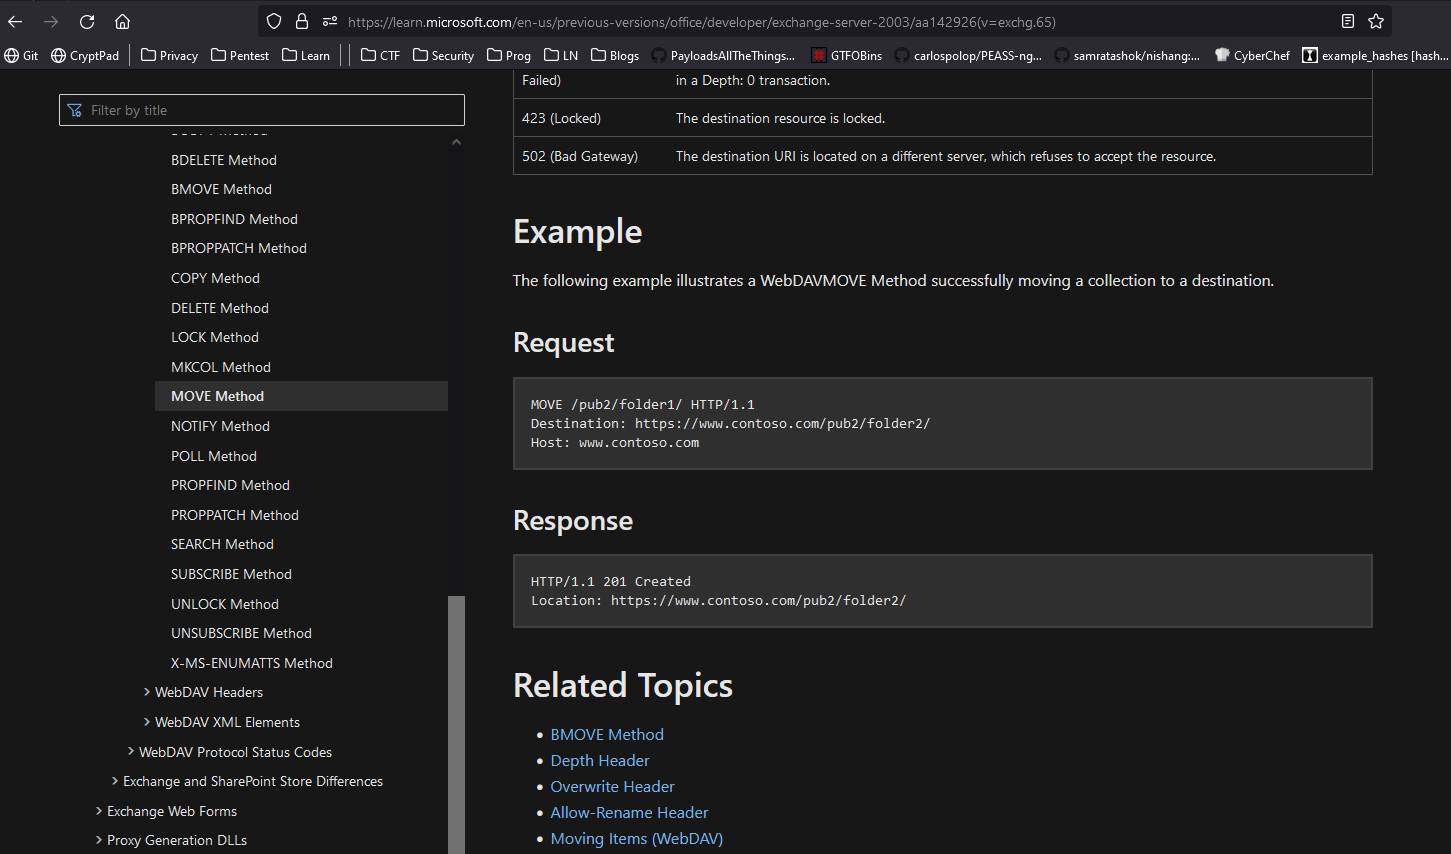 https://learn.microsoft.com/en-us/previous-versions/office/developer/exchange-server-2003/aa142926(v=exchg.65)
Git CryptPad Privacy Pentest Learn CTF Security Prog LN Blogs PayloadsAllTheThings... GTFOBins carlospolop/PEASS-ng... samratashok/nishang:... CyberChef example_hashes [hash...
Filter by title
BDELETE Method
BMOVE Method
BPROPFIND Method
BPROPPATCH Method
COPY Method
DELETE Method
LOCK Method
MKCOL Method
MOVE Method
NOTIFY Method
POLL Method
PROPFIND Method
PROPPATCH Method
SEARCH Method
SUBSCRIBE Method
UNLOCK Method
UNSUBSCRIBE Method
X-MS-ENUMATTS Method
WebDAV Headers
WebDAV XML Elements
WebDAV Protocol Status Codes
Exchange and SharePoint Store Differences
Exchange Web Forms
Proxy Generation DLLs
Failed) in a Depth: 0 transaction.
423 (Locked) The destination resource is locked.
502 (Bad Gateway) The destination URI is located on a different server, which refuses to accept the resource.
Example
The following example illustrates a WebDAVMOVE Method successfully moving a collection to a destination.
Request
MOVE /pub2/folder1/ HTTP/1.1
Destination: https://www.contoso.com/pub2/folder2/
Host: www.contoso.com
Response
HTTP/1.1 201 Created
Location: https://www.contoso.com/pub2/folder2/
Related Topics
BMOVE Method
Depth Header
Overwrite Header
Allow-Rename Header
Moving Items (WebDAV)